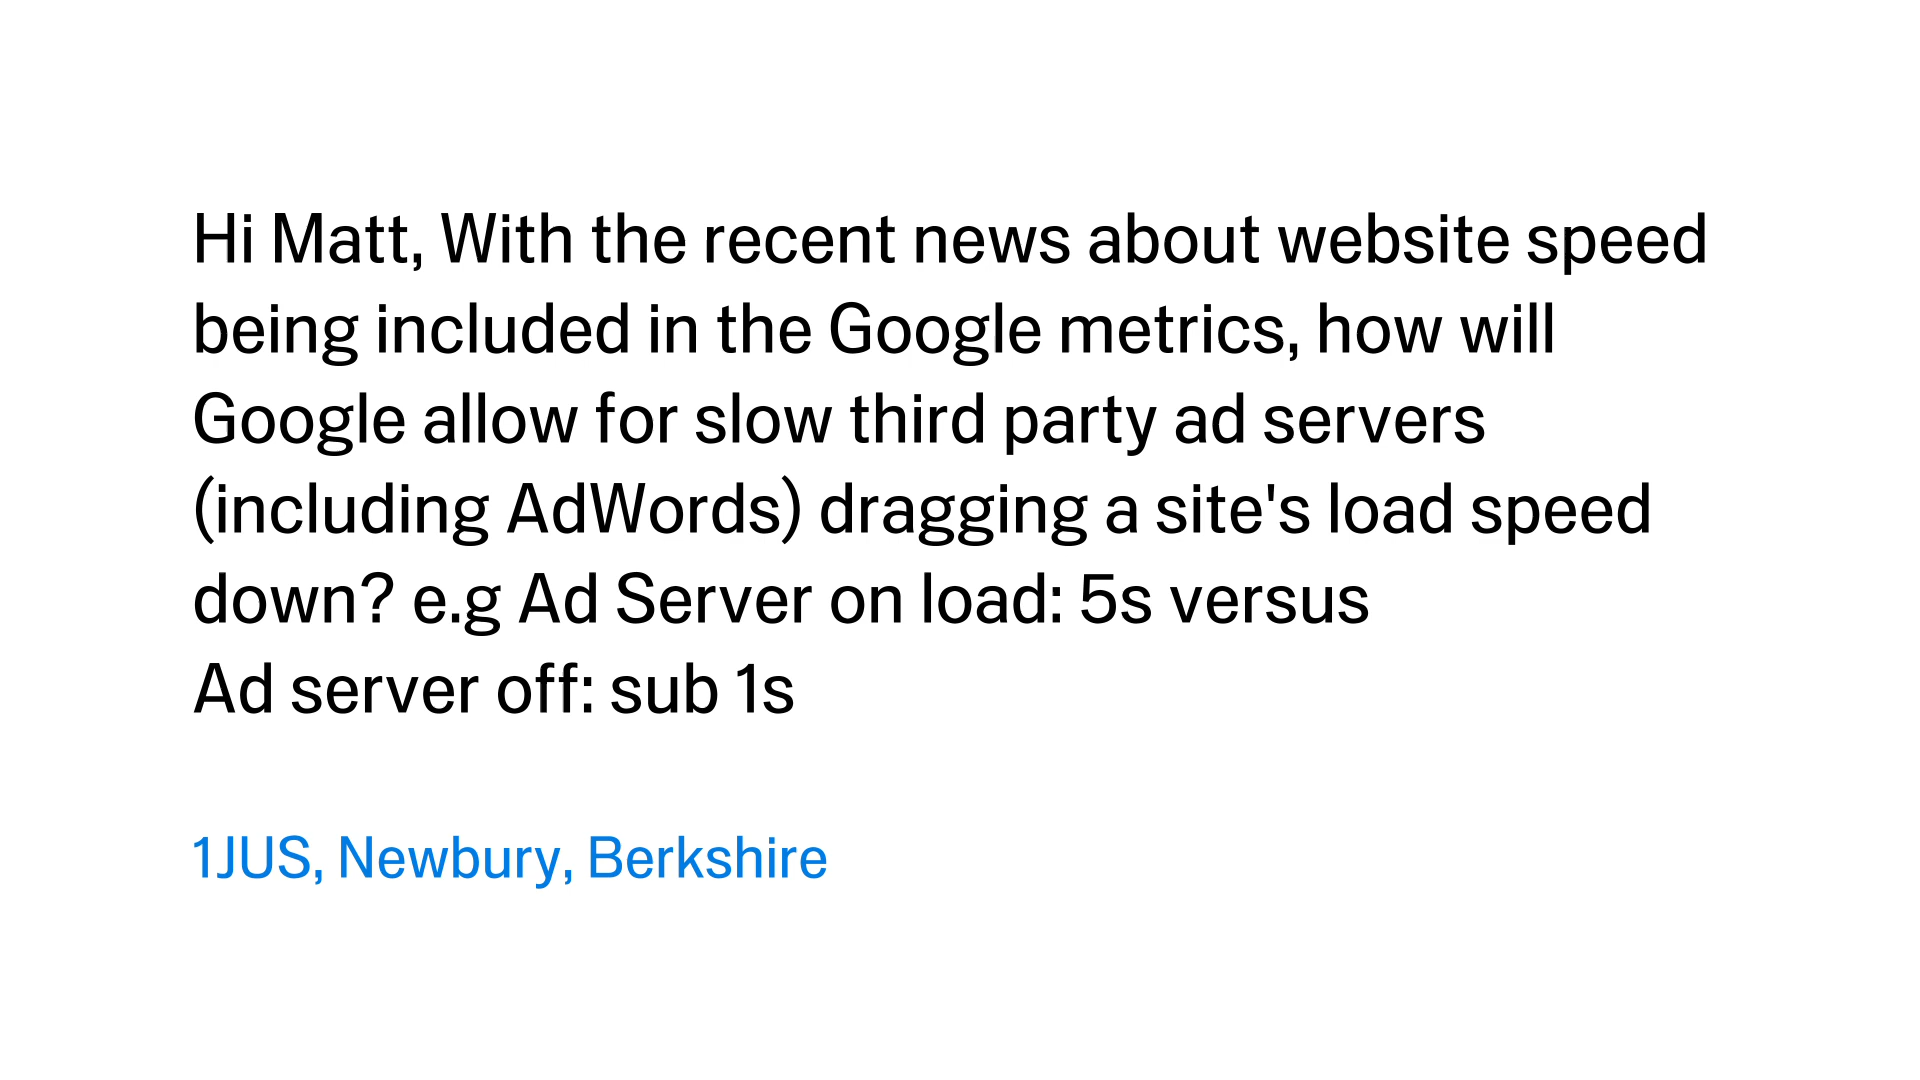 Hi Matt, With the recent news about website speed
being included in the Google metrics, how will
Google allow for slow third party ad servers
(including AdWords) dragging a site's load speed
down? e.g Ad Server on load: 5s versus
Ad server off: sub 1s
1JUS, Newbury, Berkshire